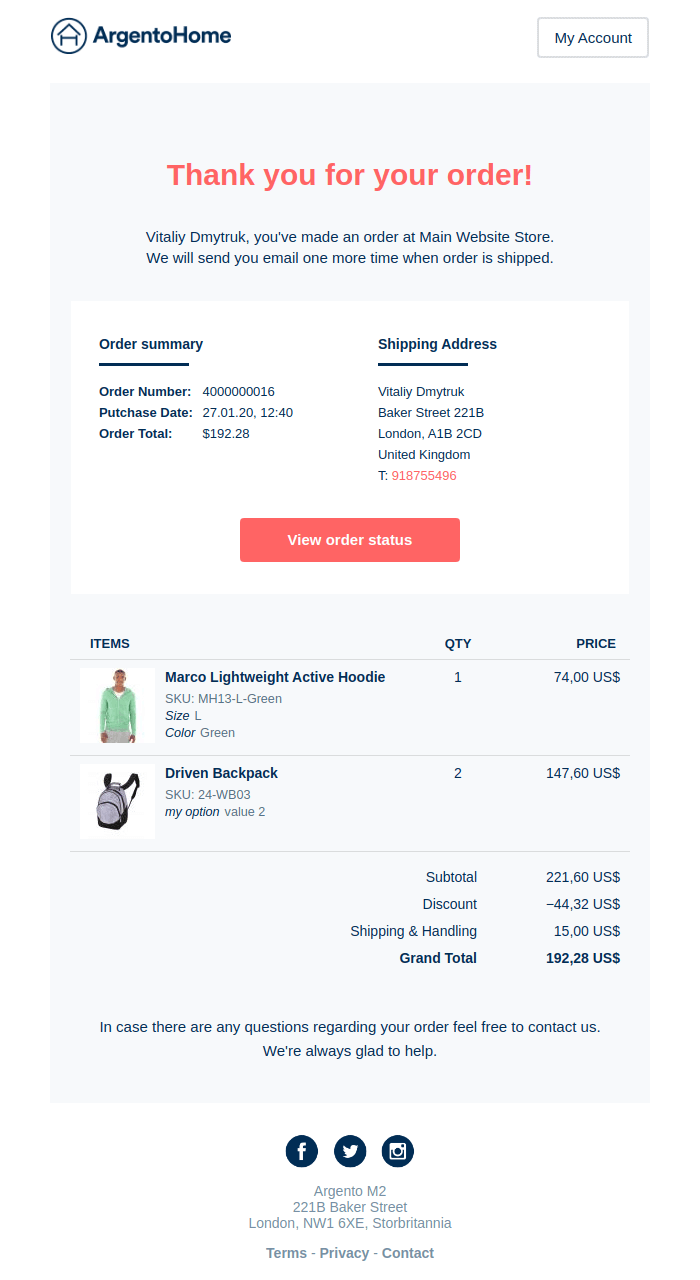 ArgentoHome
My Account
Thank you for your order!
Vitaliy Dmytruk, you've made an order at Main Website Store.
We will send you email one more time when order is shipped.
Order summary
Order Number: 4000000016
Putchase Date: 27.01.20, 12:40
Order Total: $192.28
Shipping Address
Vitaliy Dmytruk
Baker Street 221B
London, A1B 2CD
United Kingdom
T: 918755496
View order status
ITEMS QTY PRICE
Marco Lightweight Active Hoodie 1 74,00 US$
SKU: MH13-L-Green
Size L
Color Green
Driven Backpack 2 147,60 US$
SKU: 24-WB03
my option value 2
Subtotal 221,60 US$
Discount −44,32 US$
Shipping & Handling 15,00 US$
Grand Total 192,28 US$
In case there are any questions regarding your order feel free to contact us.
We're always glad to help.
Argento M2
221B Baker Street
London, NW1 6XE, Storbritannia
Terms - Privacy - Contact